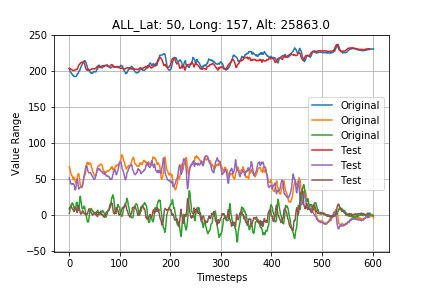 ALL_Lat: 50, Long: 157, Alt: 25863.0
250
200
150
100
50
0
−50
Value Range
Original
Original
Original
Test
Test
Test
0
100
200
300
400
500
600
Timesteps